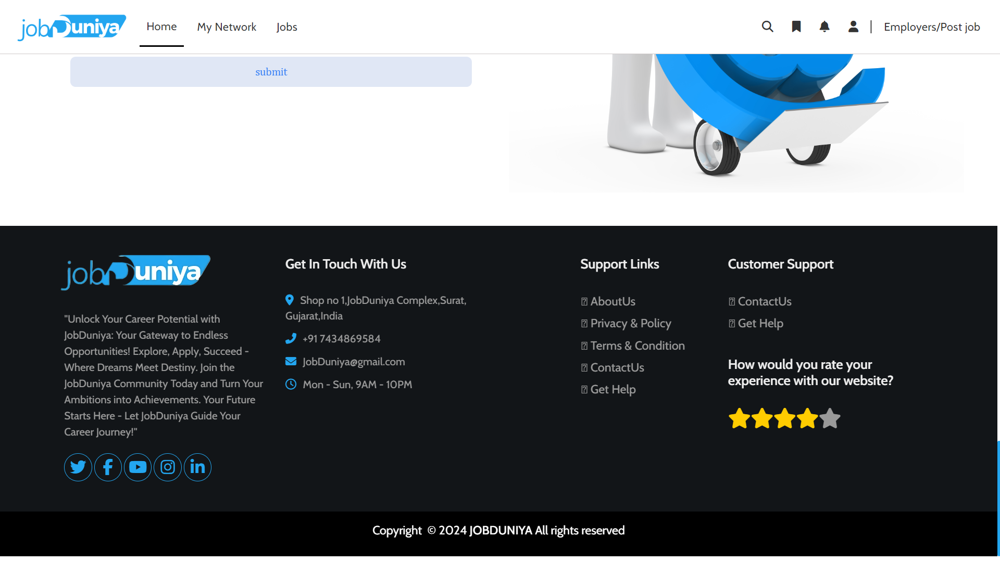 jobDuniya
Home
My Network
Jobs
Employers/Post job
submit
jobDuniya
"Unlock Your Career Potential with
JobDuniya: Your Gateway to Endless
Opportunities! Explore, Apply, Succeed -
Where Dreams Meet Destiny. Join the
JobDuniya Community Today and Turn Your
Ambitions into Achievements. Your Future
Starts Here - Let JobDuniya Guide Your
Career Journey!"
Get In Touch With Us
Shop no 1,JobDuniya Complex,Surat,
Gujarat,India
+91 7434869584
JobDuniya@gmail.com
Mon - Sun, 9AM - 10PM
Support Links
AboutUs
Privacy & Policy
Terms & Condition
ContactUs
Get Help
Customer Support
ContactUs
Get Help
How would you rate your
experience with our website?
Copyright © 2024 JOBDUNIYA All rights reserved